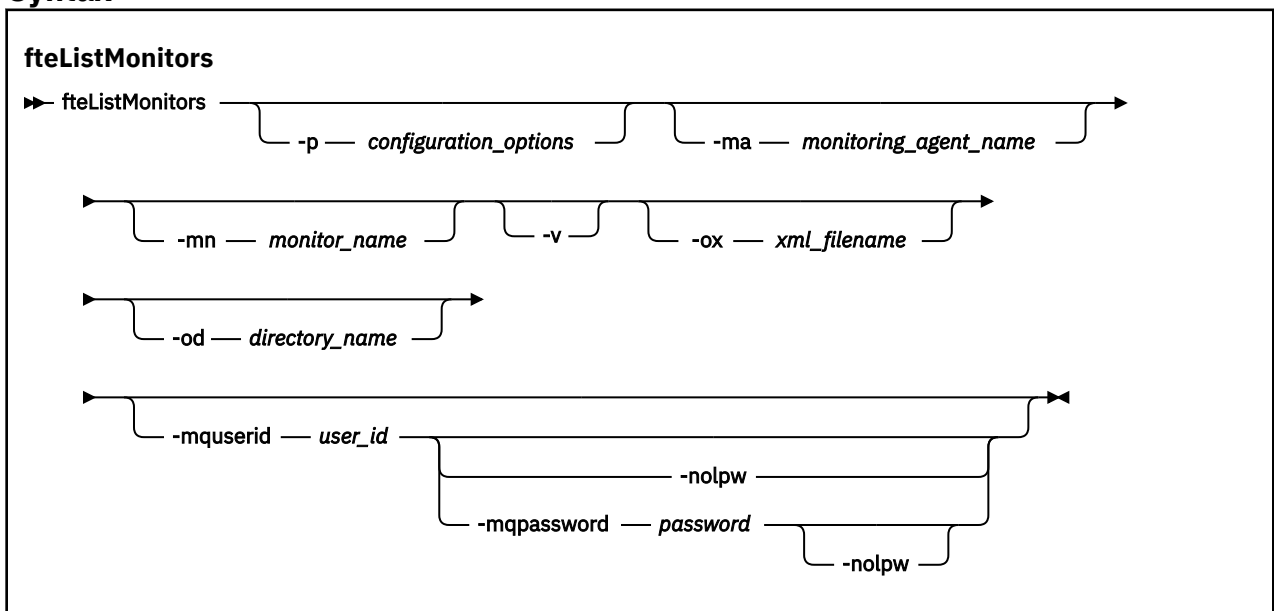 Syntax
fteListMonitors
fteListMonitors
-p configuration_options -ma monitoring_agent_name
-mn monitor_name -v -ox xml_filename
-od directory_name
-mquserid user_id
-nolpw
-mqpassword password
-nolpw